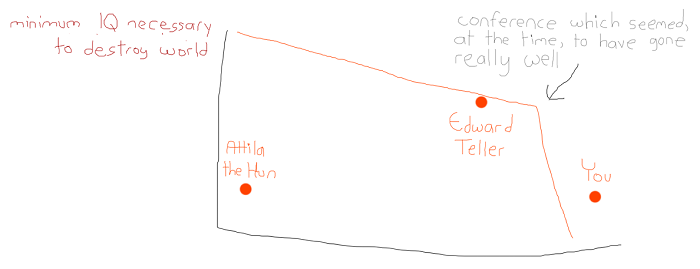 minimum IQ necessary
to destroy world
conference which seemed,
at the time, to have gone
really well
Edward
Teller
Attila
the Hun
You